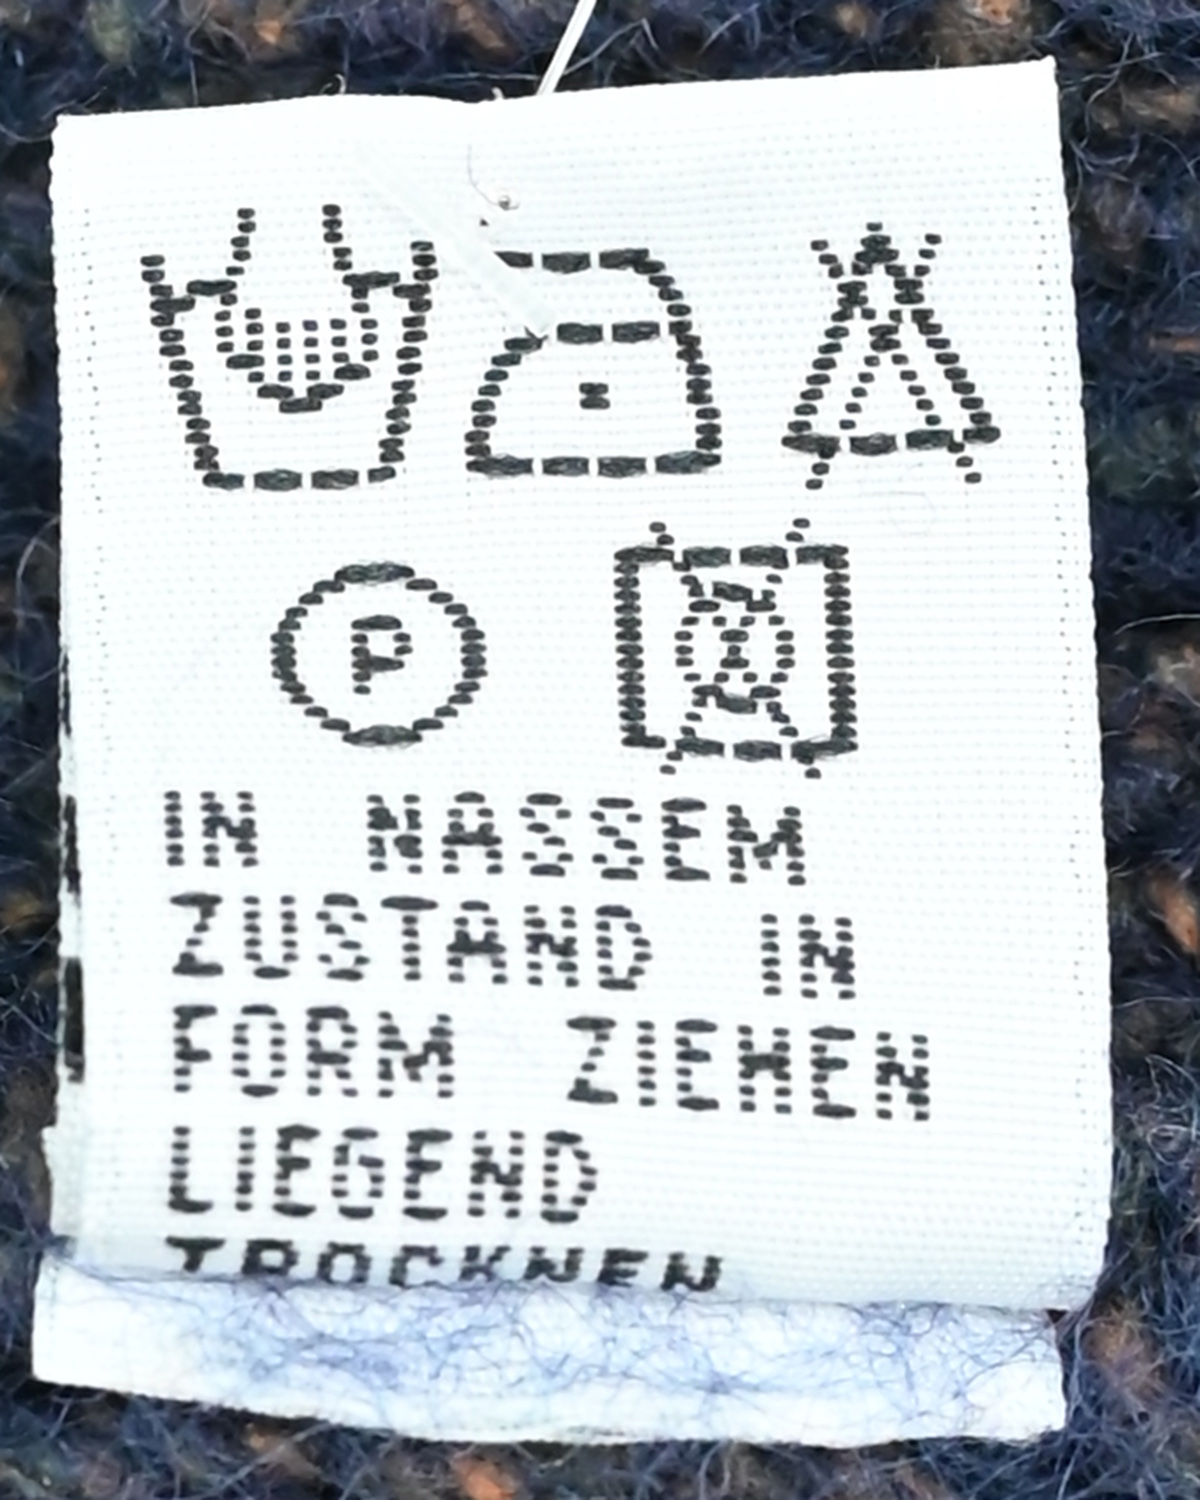 P
IN NASSEM
ZUSTAND IN
FORM ZIEHEN
LIEGEND
TROCKNEN